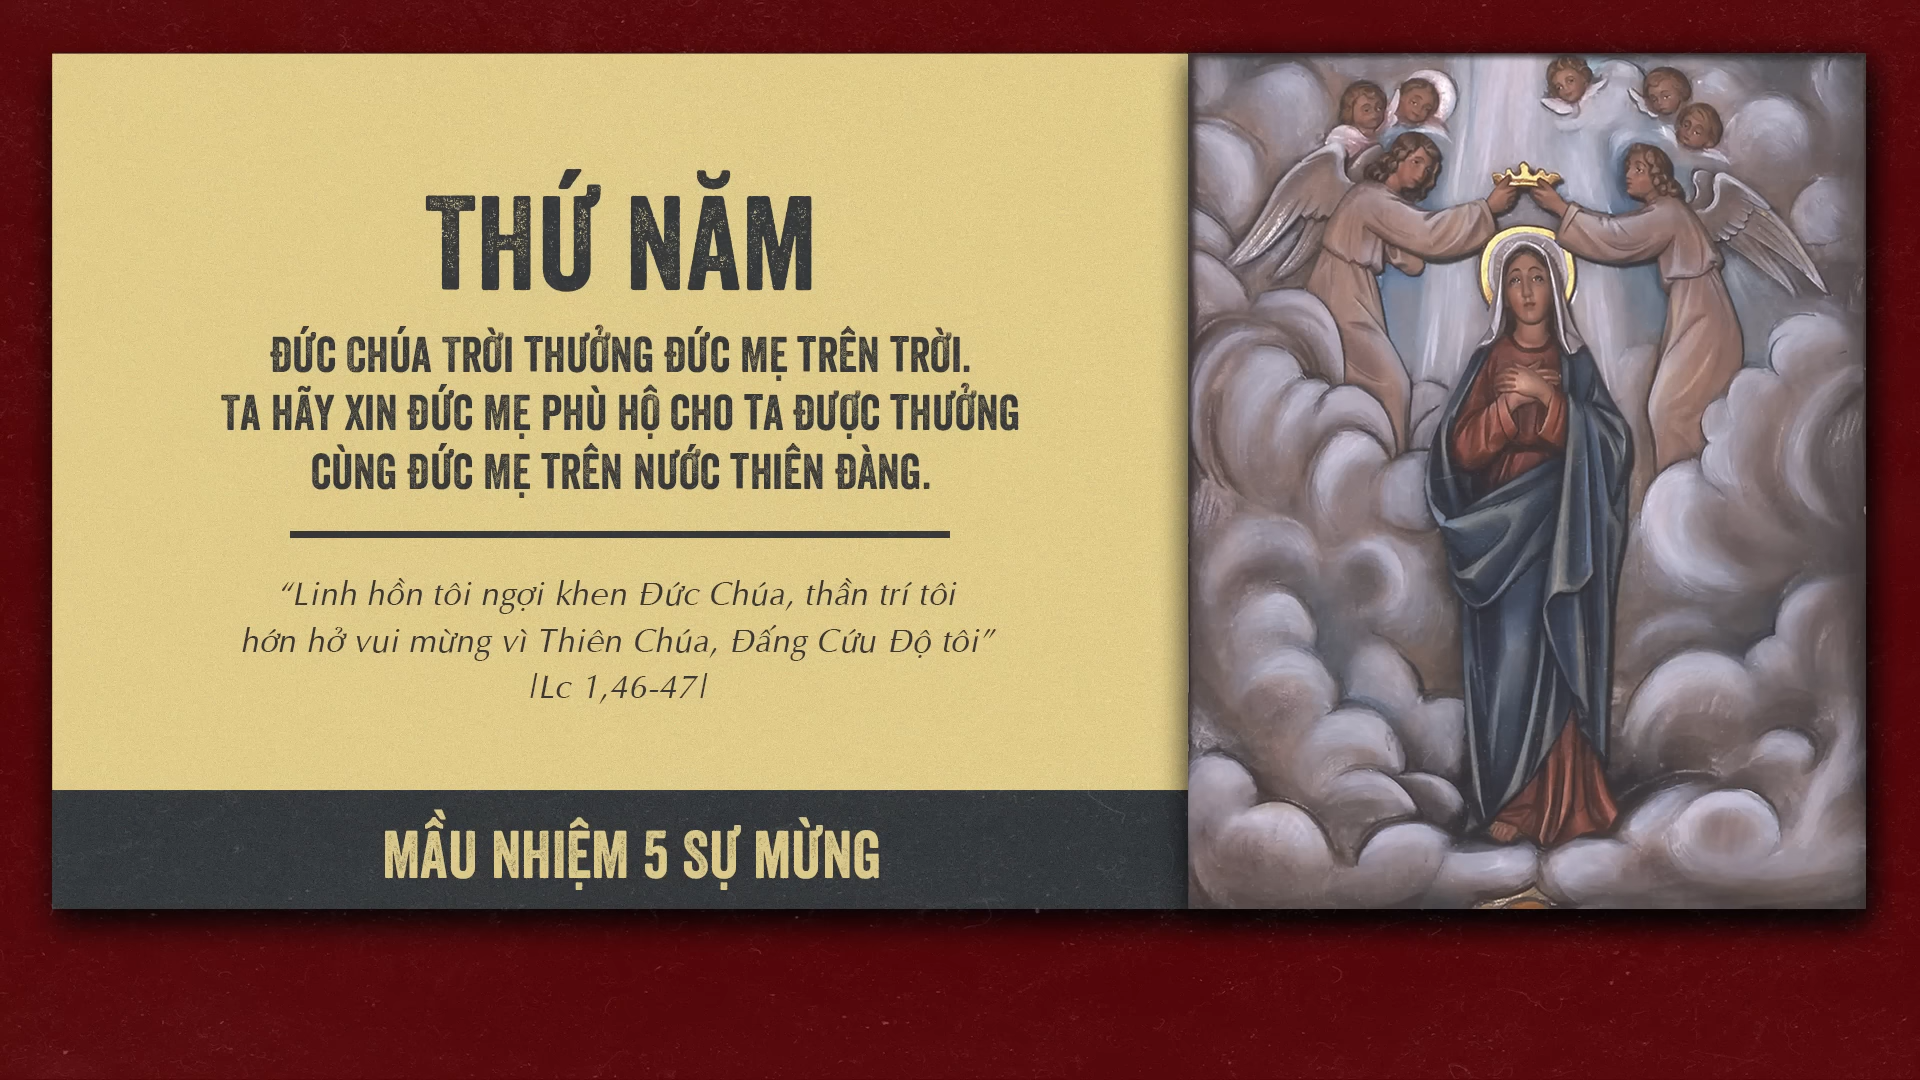 THỨ NĂM
ĐỨC CHÚA TRỜI THƯỞNG ĐỨC MẸ TRÊN TRỜI.
TA HÃY XIN ĐỨC MẸ PHÙ HỘ CHO TA ĐƯỢC THƯỞNG
CÙNG ĐỨC MẸ TRÊN NƯỚC THIÊN ĐÀNG.
“Linh hồn tôi ngợi khen Đức Chúa, thần trí tôi
hớn hở vui mừng vì Thiên Chúa, Đấng Cứu Độ tôi”
|Lc 1,46-47|
MẦU NHIỆM 5 SỰ MỪNG